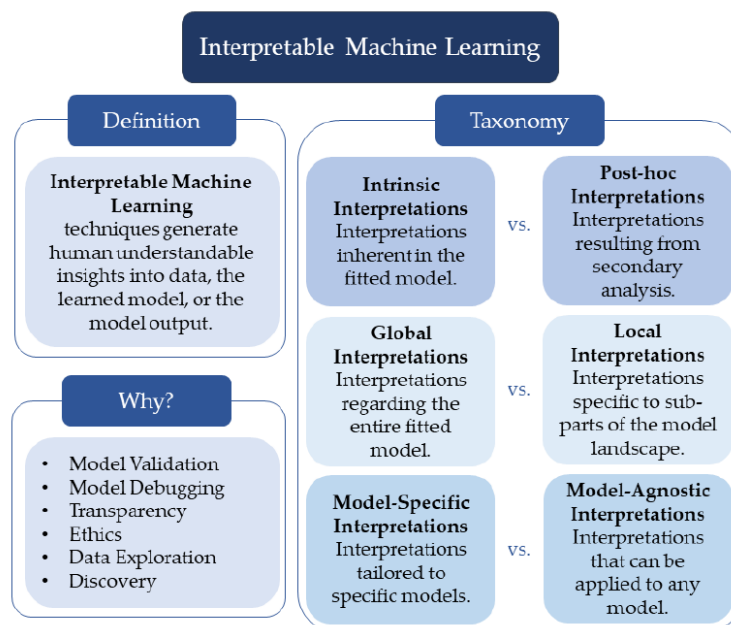 Interpretable Machine Learning
Definition
Interpretable Machine
Learning
techniques generate
human understandable
insights into data, the
learned model, or the
model output.
Why?
• Model Validation
• Model Debugging
• Transparency
• Ethics
• Data Exploration
• Discovery
Taxonomy
Intrinsic
Interpretations
Interpretations
inherent in the
fitted model.
vs.
Post-hoc
Interpretations
Interpretations
resulting from
secondary
analysis.
Global
Interpretations
Interpretations
regarding the
entire fitted
model.
vs.
Local
Interpretations
Interpretations
specific to sub-
parts of the model
landscape.
Model-Specific
Interpretations
Interpretations
tailored to
specific models.
vs.
Model-Agnostic
Interpretations
Interpretations
that can be
applied to any
model.